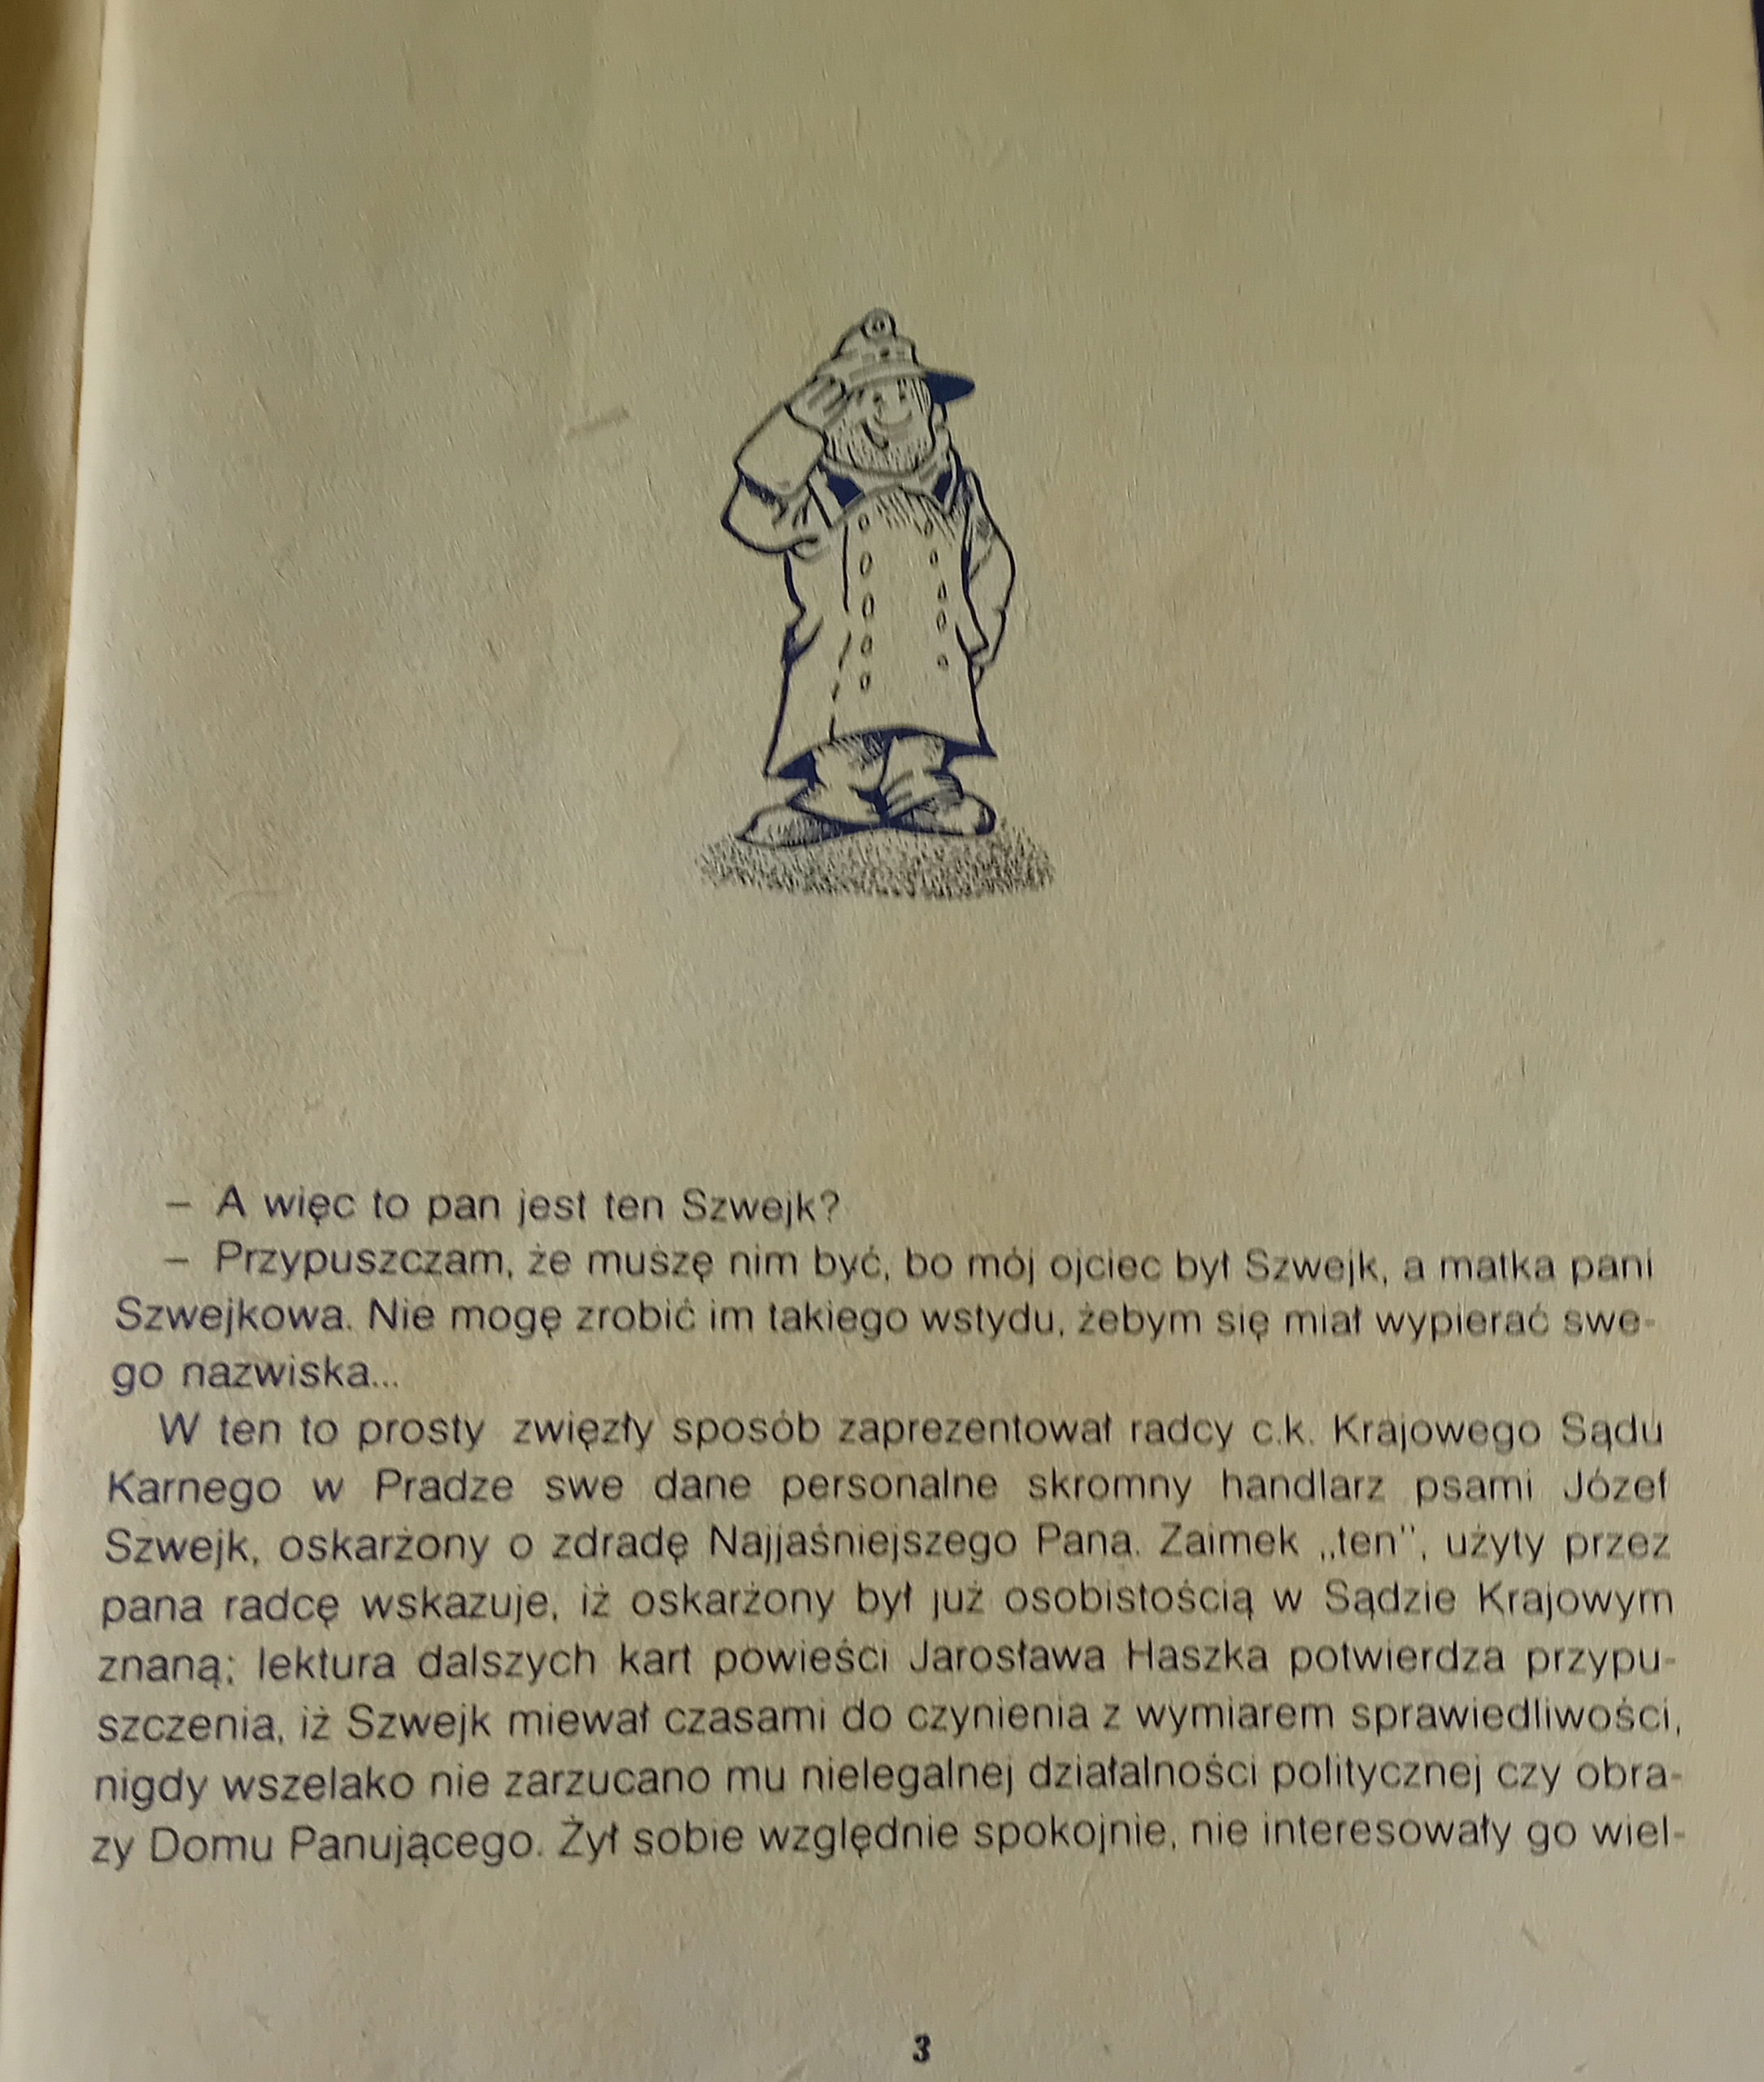 – A więc to pan jest ten Szwejk?
– Przypuszczam, że muszę nim być, bo mój ojciec był Szwejk, a matka pani
Szwejkowa. Nie mogę zrobić im takiego wstydu, żebym się miał wypierać swe-
go nazwiska...
W ten to prosty zwięzły sposób zaprezentował radcy c.k. Krajowego Sądu
Karnego w Pradze swe dane personalne skromny handlarz psami Józef
Szwejk, oskarżony o zdradę Najjaśniejszego Pana. Zaimek „ten", użyty przez
pana radcę wskazuje, iż oskarżony był już osobistością w Sądzie Krajowym
znaną; lektura dalszych kart powieści Jarosława Haszka potwierdza przypu-
szczenia, iż Szwejk miewał czasami do czynienia z wymiarem sprawiedliwości,
nigdy wszelako nie zarzucano mu nielegalnej działalności politycznej czy obra-
zy Domu Panującego. Żył sobie względnie spokojnie, nie interesowały go wiel-
3